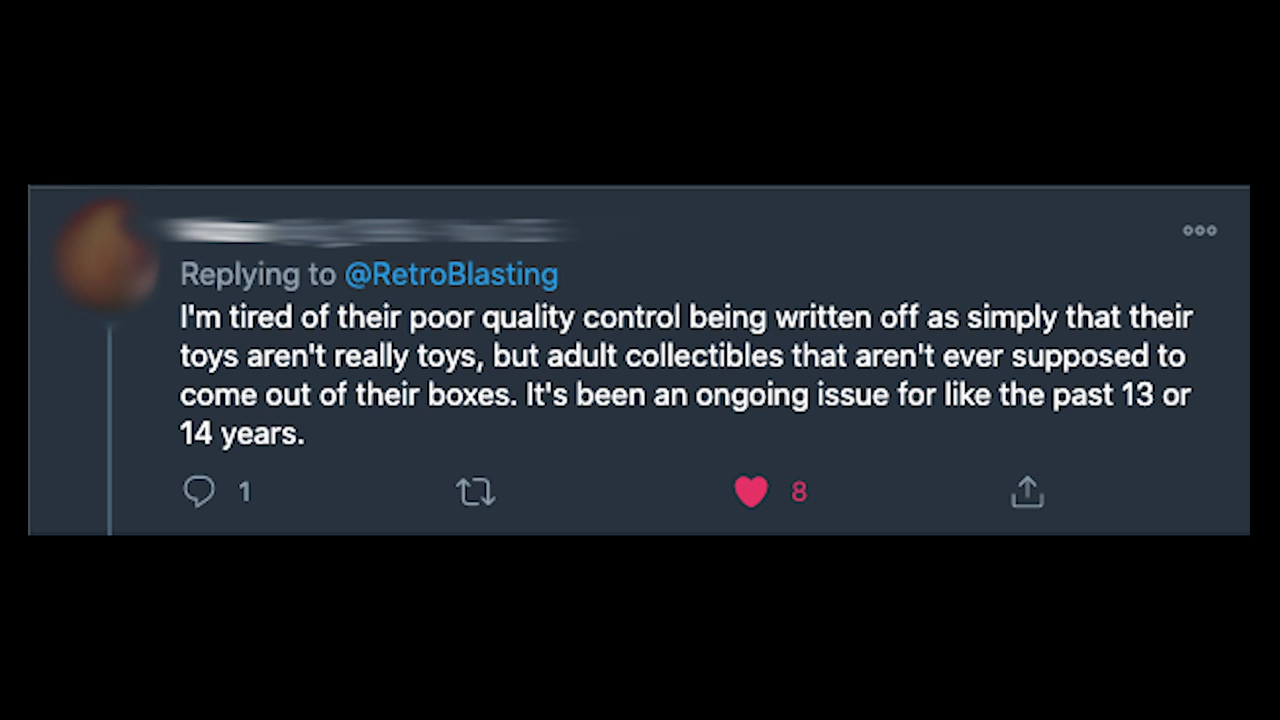 Replying to @RetroBlasting
I'm tired of their poor quality control being written off as simply that their
toys aren't really toys, but adult collectibles that aren't ever supposed to
come out of their boxes. It's been an ongoing issue for like the past 13 or
14 years.
1 8